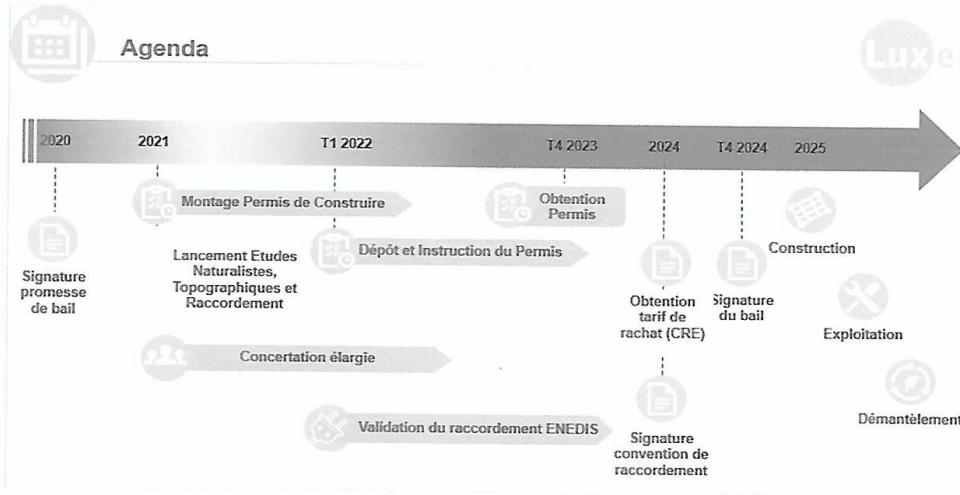 Agenda
Luxel
2020
2021
T1 2022
T4 2023
2024
T4 2024
2025
Montage Permis de Construire
Obtention
Permis
Dépôt et Instruction du Permis
Lancement Etudes
Naturalistes,
Topographiques et
Raccordement
Signature
promesse
de bail
Construction
Obtention
tarif de
rachat (CRE)
Signature
du bail
Exploitation
Concertation élargie
Démantèlement
Validation du raccordement ENEDIS
Signature
convention de
raccordement